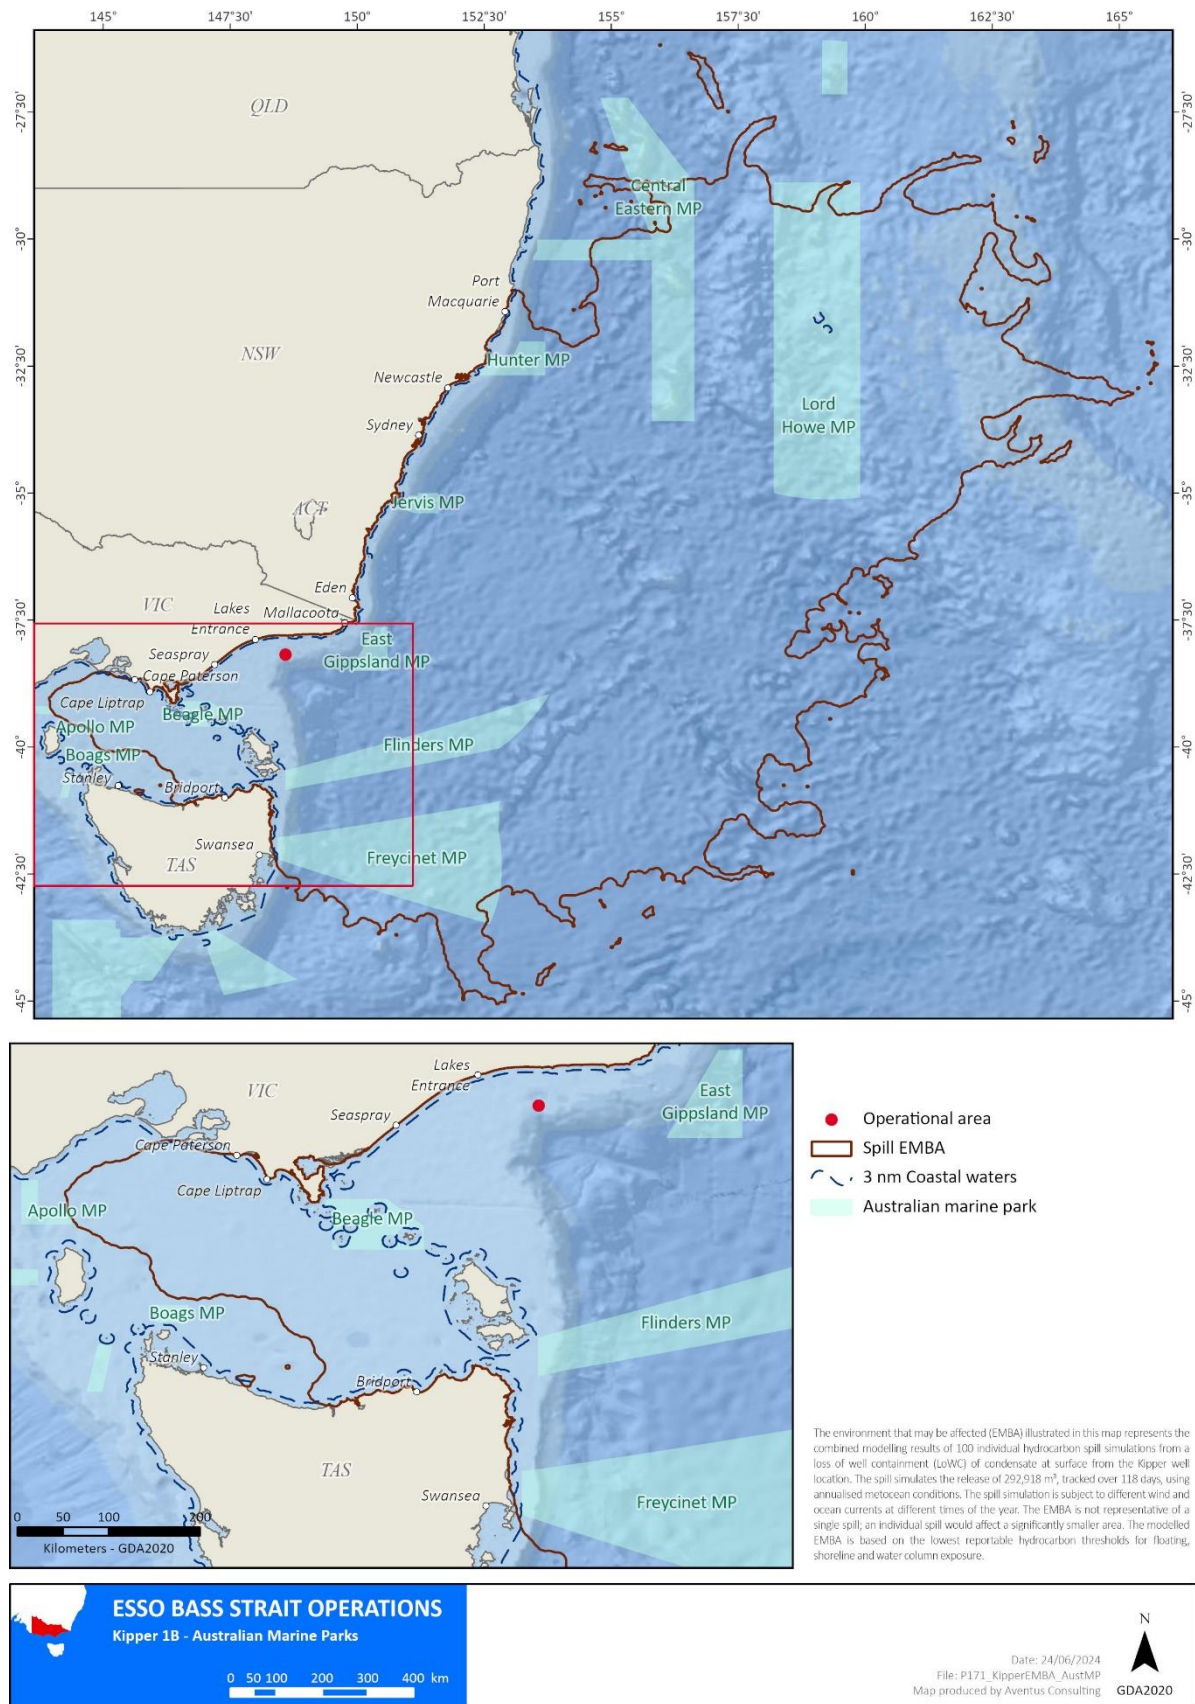 145°
147°30'
150°
152°30'
155°
157°30'
160°
162°30'
165°
-27°30'
-30°
-32°30'
-35°
-37°30'
-40°
-42°30'
-45°
-27°30'
-30°
-32°30'
-35°
-37°30'
-40°
-42°30'
-45°
QLD
Central
Eastern MP
Port
Macquarie
NSW
Hunter MP
Newcastle
Lord
Howe MP
Sydney
Jervis MP
ACT
Eden
VIC
Lakes
Entrance
Mallacoota
East
Gippsland MP
Seaspray
Cape Paterson
Cape Liptrap
Beagle MP
Apollo MP
Flinders MP
Boags MP
Stanley
Bridport
Swansea
TAS
Freycinet MP
Lakes
Entrance
VIC
East
Gippsland MP
Seaspray
Cape Paterson
Cape Liptrap
Apollo MP
Beagle MP
Boags MP
Flinders MP
Stanley
Bridport
TAS
Swansea
Freycinet MP
0 50 100 200
Kilometers - GDA2020
Operational area
Spill EMBA
3 nm Coastal waters
Australian marine park
The environment that may be affected (EMBA) illustrated in this map represents the
combined modelling results of 100 individual hydrocarbon spill simulations from a
loss of well containment (LoWC) of condensate at surface from the Kipper well
location. The spill simulates the release of 292,918 m³, tracked over 118 days, using
annualised metocean conditions. The spill simulation is subject to different wind and
ocean currents at different times of the year. The EMBA is not representative of a
single spill; an individual spill would affect a significantly smaller area. The modelled
EMBA is based on the lowest reportable hydrocarbon thresholds for floating,
shoreline and water column exposure.
ESSO BASS STRAIT OPERATIONS
Kipper 1B - Australian Marine Parks
0 50 100 200 300 400 km
N
Date: 24/06/2024
File: P171_KipperEMBA_AustMP
Map produced by Aventus Consulting
GDA2020